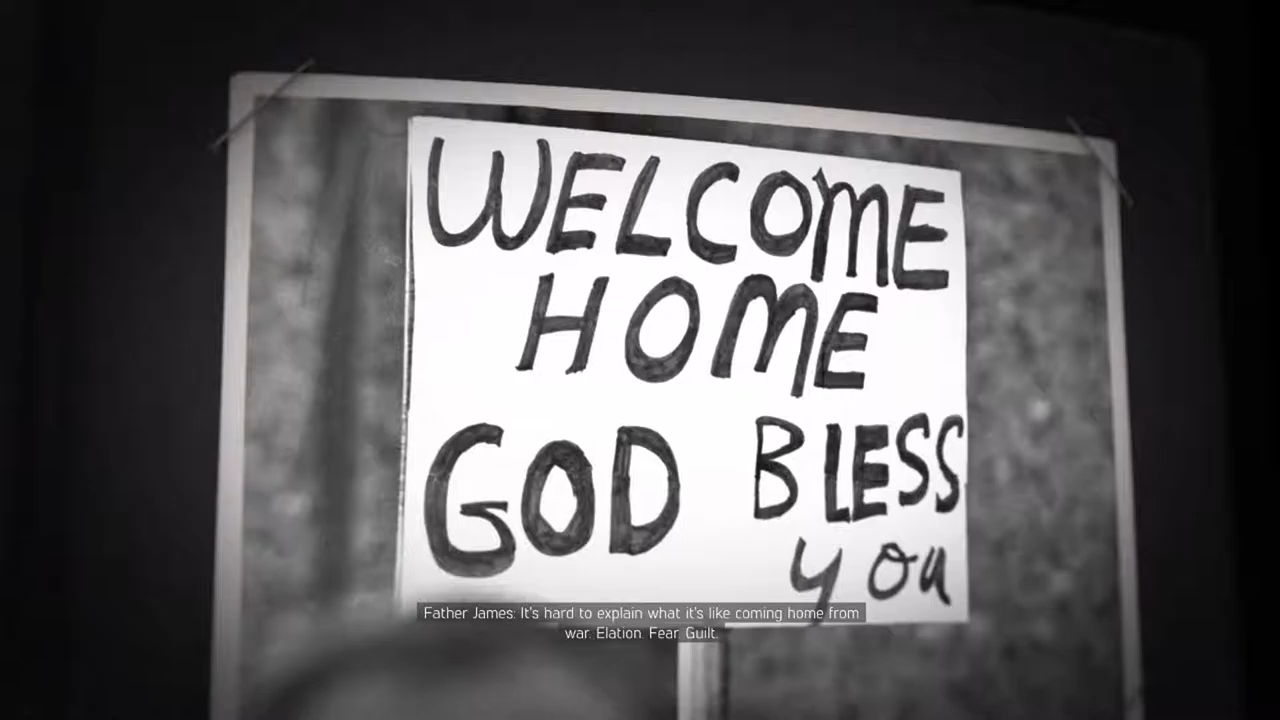 WELCOME
HOME
GOD BLESS
you
Father James: It's hard to explain what it's like coming home from
war. Elation. Fear. Guilt.